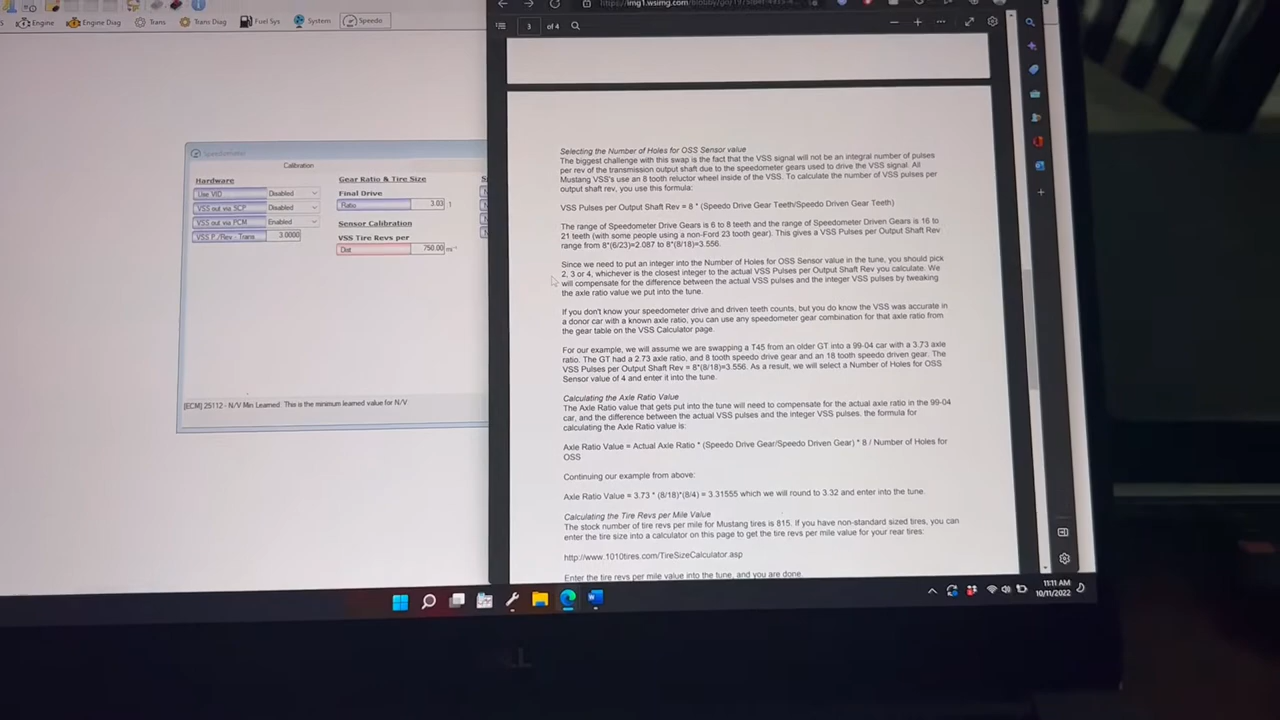 Engine
Engine Diag
Trans
Trans Diag
Fuel Sys
System
Speedo
Calibration
Hardware
Use VID
Disabled
VSS out via SCP
Disabled
VSS out via PCM
Enabled
VSS P./Rev - Trans
3.0000
Gear Ratio & Tire Size
Final Drive
Ratio
3.03
:1
Sensor Calibration
VSS Tire Revs per
Dist
750.00
[ECM] 25112 - N/V Min Learned: This is the minimum learned value for N/V
3
of 4
Selecting the Number of Holes for OSS Sensor value
The biggest challenge with this swap is the fact that the VSS signal will not be an integral number of pulses
per rev of the transmission output shaft due to the speedometer gears used to drive the VSS signal. All
Mustang VSS's use an 8 tooth reluctor wheel inside of the VSS. To calculate the number of VSS pulses per
output shaft rev, you use this formula:
VSS Pulses per Output Shaft Rev = 8 * (Speedo Drive Gear Teeth/Speedo Driven Gear Teeth)
The range of Speedometer Drive Gears is 6 to 8 teeth and the range of Speedometer Driven Gears is 16 to
21 teeth (with some people using a non-Ford 23 tooth gear). This gives a VSS Pulses per Output Shaft Rev
range from 8*(6/23)=2.087 to 8*(8/18)=3.556.
Since we need to put an integer into the Number of Holes for OSS Sensor value in the tune, you should pick
2, 3 or 4, whichever is the closest integer to the actual VSS Pulses per Output Shaft Rev you calculate. We
will compensate for the difference between the actual VSS pulses and the integer VSS pulses by tweaking
the axle ratio value we put into the tune.
If you don't know your speedometer drive and driven teeth counts, but you do know the VSS was accurate in
a donor car with a known axle ratio, you can use any speedometer gear combination for that axle ratio from
the gear table on the VSS Calculator page.
For our example, we will assume we are swapping a T45 from an older GT into a 99-04 car with a 3.73 axle
ratio. The GT had a 2.73 axle ratio, and 8 tooth speedo drive gear and an 18 tooth speedo driven gear. The
VSS Pulses per Output Shaft Rev = 8*(8/18)=3.556. As a result, we will select a Number of Holes for OSS
Sensor value of 4 and enter it into the tune.
Calculating the Axle Ratio Value
The Axle Ratio value that gets put into the tune will need to compensate for the actual axle ratio in the 99-04
car, and the difference between the actual VSS pulses and the integer VSS pulses. the formula for
calculating the Axle Ratio value is:
Axle Ratio Value = Actual Axle Ratio * (Speedo Drive Gear/Speedo Driven Gear) * 8 / Number of Holes for
OSS
Continuing our example from above:
Axle Ratio Value = 3.73 * (8/18)*(8/4) = 3.31555 which we will round to 3.32 and enter into the tune.
Calculating the Tire Revs per Mile Value
The stock number of tire revs per mile for Mustang tires is 815. If you have non-standard sized tires, you can
enter the tire size into a calculator on this page to get the tire revs per mile value for your rear tires:
http://www.1010tires.com/TireSizeCalculator.asp
Enter the tire revs per mile value into the tune, and you are done.
11:11 AM
10/11/2022